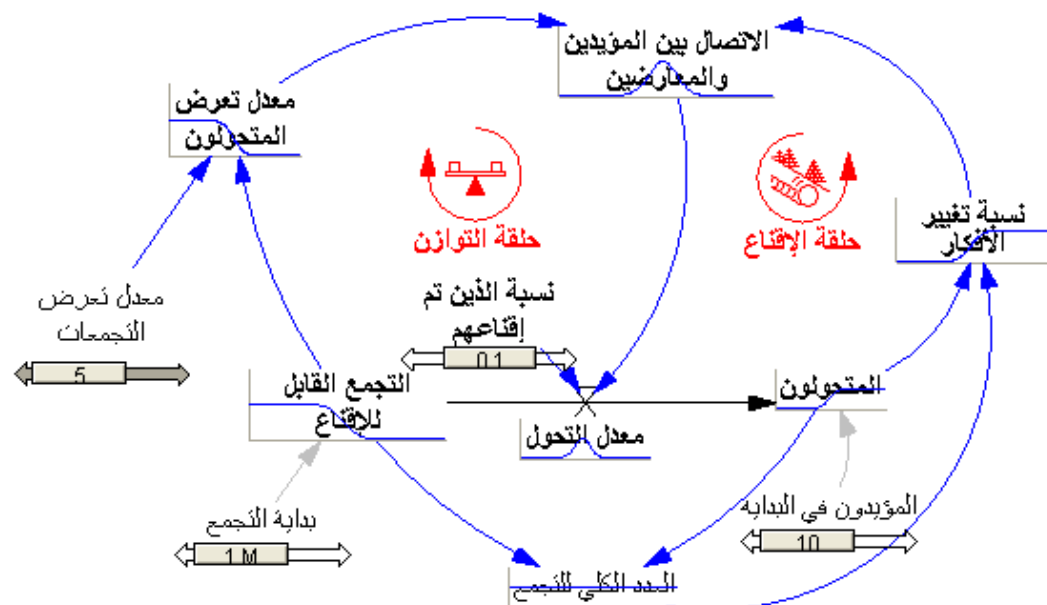 الاتصال بين المؤيدين
والمعارضين
معدل تعرض
المتحولون
حلقة التوازن
حلقة الإقناع
نسبة تغيير
الأفكار
معدل تعرض
التجمعات
5
نسبة الذين تم
إقناعهم
0.1
التجمع القابل
للإقناع
معدل التحول
المتحولون
بداية التجمع
1 M
المؤيدون في البداية
10
العدد الكلي للتجمع